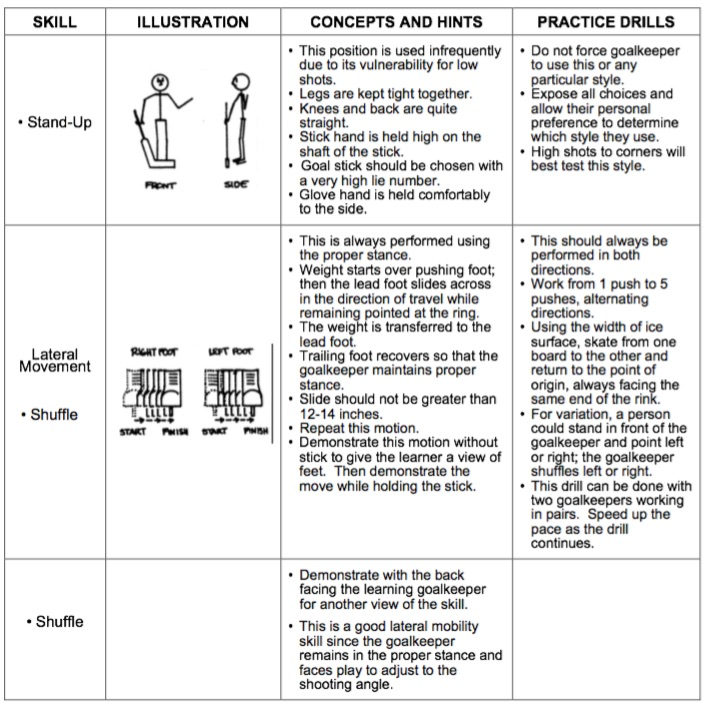 SKILL
ILLUSTRATION
CONCEPTS AND HINTS
PRACTICE DRILLS
• Stand-Up
FRONT
SIDE
• This position is used infrequently
due to its vulnerability for low
shots.
• Legs are kept tight together.
• Knees and back are quite
straight.
• Stick hand is held high on the
shaft of the stick.
• Goal stick should be chosen with
a very high lie number.
• Glove hand is held comfortably
to the side.
• Do not force goalkeeper
to use this or any
particular style.
• Expose all choices and
allow their personal
preference to determine
which style they use.
• High shots to corners will
best test this style.
Lateral
Movement
• Shuffle
RIGHT FOOT
LEFT FOOT
START
FINISH
START
FINISH
• This is always performed using
the proper stance.
• Weight starts over pushing foot;
then the lead foot slides across
in the direction of travel while
remaining pointed at the ring.
• The weight is transferred to the
lead foot.
• Trailing foot recovers so that the
goalkeeper maintains proper
stance.
• Slide should not be greater than
12-14 inches.
• Repeat this motion.
• Demonstrate this motion without
stick to give the learner a view of
feet.  Then demonstrate the
move while holding the stick.
• This should always be
performed in both
directions.
• Work from 1 push to 5
pushes, alternating
directions.
• Using the width of ice
surface, skate from one
board to the other and
return to the point of
origin, always facing the
same end of the rink.
• For variation, a person
could stand in front of the
goalkeeper and point left
or right; the goalkeeper
shuffles left or right.
• This drill can be done with
two goalkeepers working
in pairs.  Speed up the
pace as the drill
continues.
• Shuffle
• Demonstrate with the back
facing the learning goalkeeper
for another view of the skill.
• This is a good lateral mobility
skill since the goalkeeper
remains in the proper stance and
faces play to adjust to the
shooting angle.